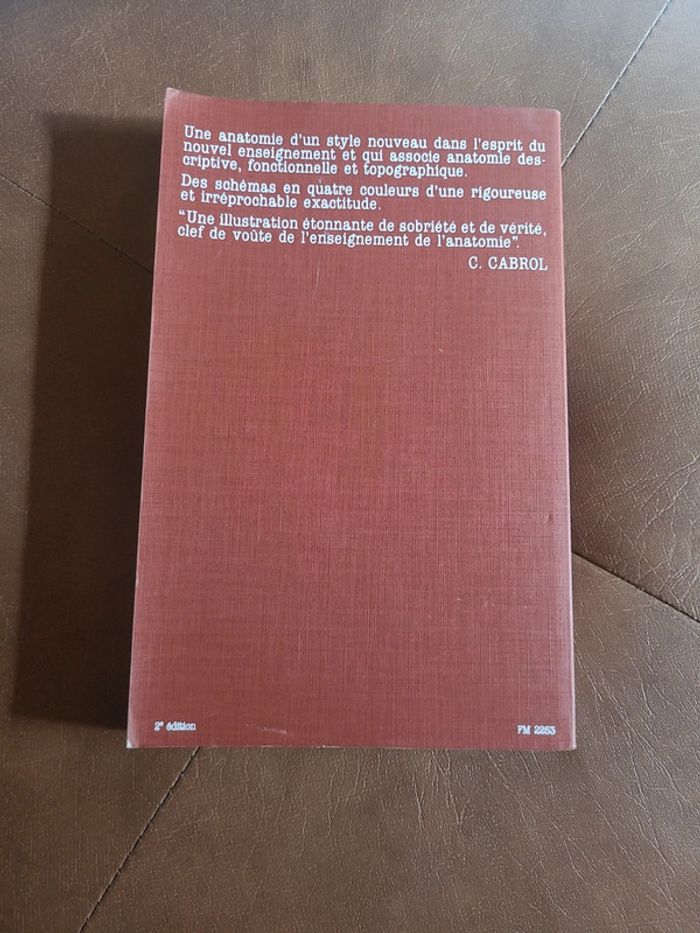 Une anatomie d'un style nouveau dans l'esprit du
nouvel enseignement et qui associe anatomie des-
criptive, fonctionnelle et topographique.
Des schémas en quatre couleurs d'une rigoureuse
et irréprochable exactitude.
“Une illustration étonnante de sobriété et de vérité,
clef de voûte de l'enseignement de l'anatomie”.
C. CABROL
2e édition
FM 2253